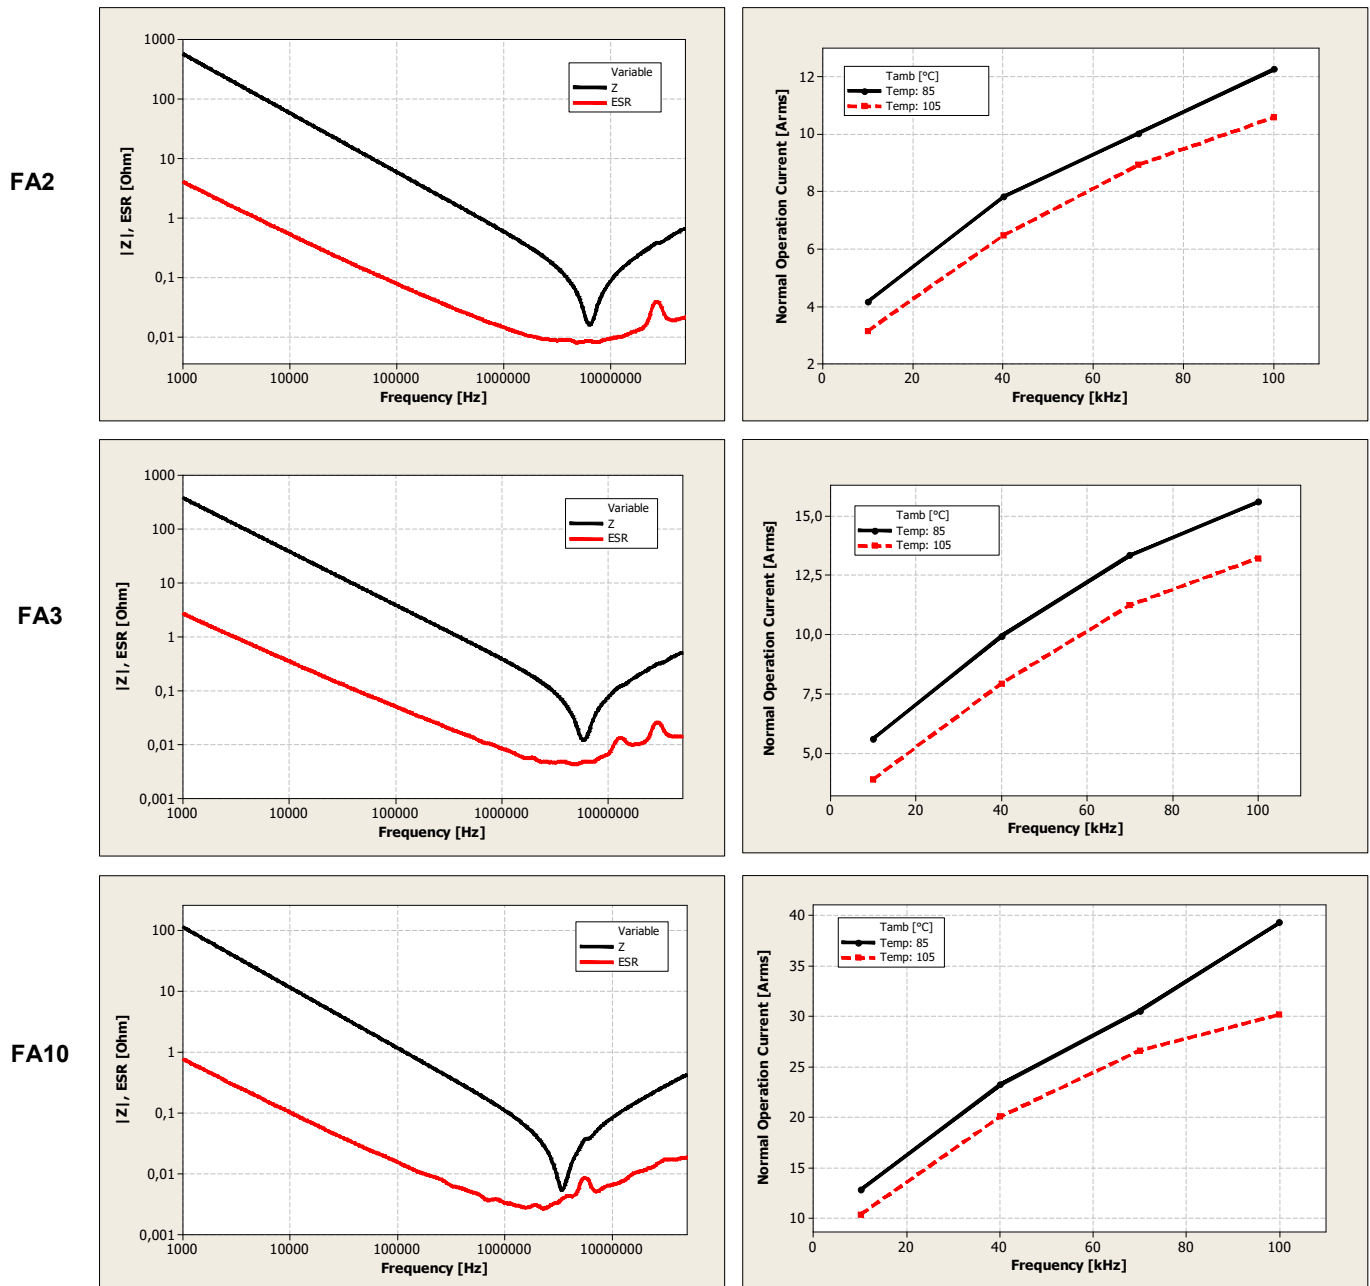 FA2
|Z|, ESR [Ohm]
1000
100
10
1
0,1
0,01
Variable
Z
ESR
1000 10000 100000 1000000 10000000
Frequency [Hz]
Normal Operation Current [Arms]
12
10
8
6
4
2
Tamb [°C]
Temp: 85
Temp: 105
0 20 40 60 80 100
Frequency [kHz]
FA3
|Z|, ESR [Ohm]
1000
100
10
1
0,1
0,01
0,001
Variable
Z
ESR
1000 10000 100000 1000000 10000000
Frequency [Hz]
Normal Operation Current [Arms]
15,0
12,5
10,0
7,5
5,0
Tamb [°C]
Temp: 85
Temp: 105
0 20 40 60 80 100
Frequency [kHz]
FA10
|Z|, ESR [Ohm]
100
10
1
0,1
0,01
0,001
Variable
Z
ESR
1000 10000 100000 1000000 10000000
Frequency [Hz]
Normal Operation Current [Arms]
40
35
30
25
20
15
10
Tamb [°C]
Temp: 85
Temp: 105
0 20 40 60 80 100
Frequency [kHz]